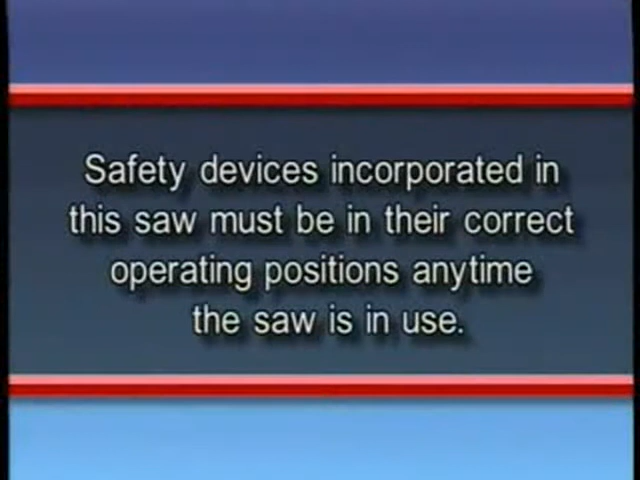 Safety devices incorporated in
this saw must be in their correct
operating positions anytime
the saw is in use.